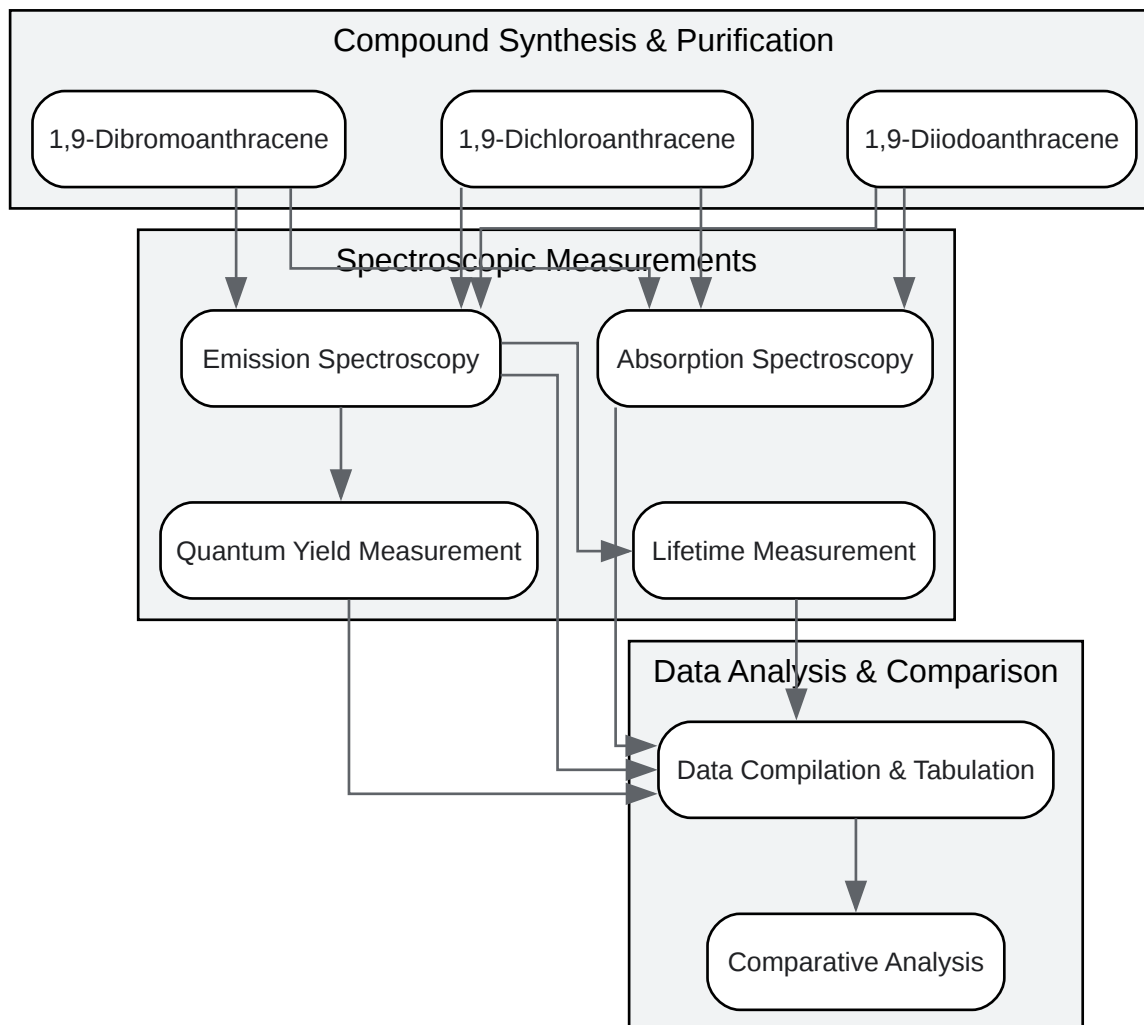 Compound Synthesis & Purification
1,9-Dibromoanthracene
1,9-Dichloroanthracene
1,9-Diiodoanthracene
Spectroscopic Measurements
Emission Spectroscopy
Absorption Spectroscopy
Quantum Yield Measurement
Lifetime Measurement
Data Analysis & Comparison
Data Compilation & Tabulation
Comparative Analysis